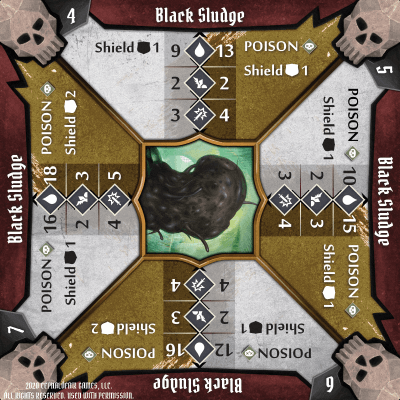 4
Black Sludge
Shield 1 9 13 POISON
Shield 1
2 2
3 4
5
Black Sludge
POISON 10 15 POISON
Shield 1 Shield 1
2 3
3 4
6
Black Sludge
POISON 12 16 POISON
Shield 1 Shield 2
2 3
4 4
7
Black Sludge
POISON 16 18 POISON
Shield 1 Shield 2
2 3
4 5
2020 CEPHALOFAIR GAMES, LLC.
ALL RIGHTS RESERVED. USED WITH PERMISSION.